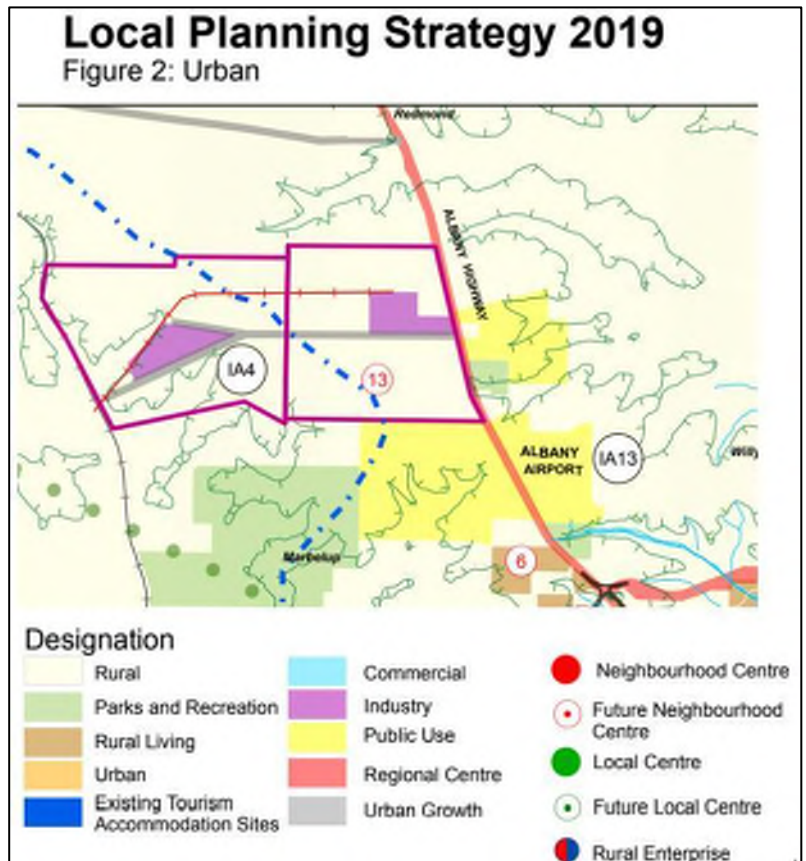 Local Planning Strategy 2019
Figure 2: Urban
Redmond
ALBANY HIGHWAY
IA4
13
ALBANY
AIRPORT
IA13
Willy
Marbelup
6
Designation
Rural
Parks and Recreation
Rural Living
Urban
Existing Tourism
Accommodation Sites
Commercial
Industry
Public Use
Regional Centre
Urban Growth
Neighbourhood Centre
Future Neighbourhood
Centre
Local Centre
Future Local Centre
Rural Enterprise